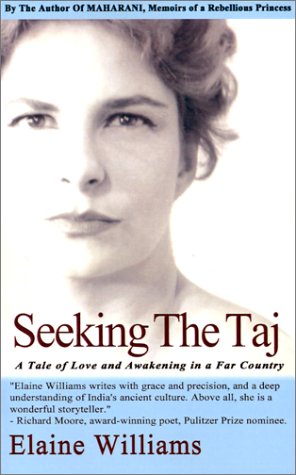 By The Author Of MAHARANI, Memoirs of a Rebellious Princess
Seeking The Taj
A Tale of Love and Awakening in a Far Country
"Elaine Williams writes with grace and precision, and a deep
understanding of India's ancient culture. Above all, she is a
wonderful storyteller."
- Richard Moore, award-winning poet, Pulitzer Prize nominee.
Elaine Williams